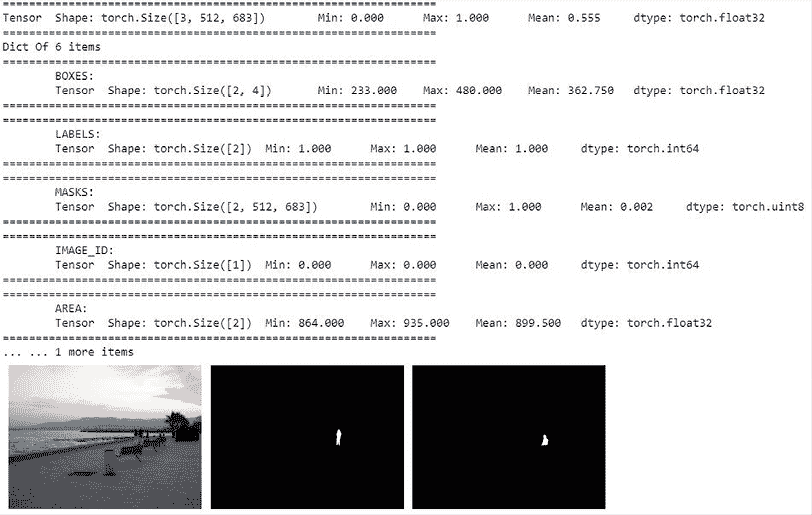 =================================================================
Tensor  Shape: torch.Size([3, 512, 683])        Min: 0.000      Max: 1.000      Mean: 0.555     dtype: torch.float32
=================================================================
Dict Of 6 items
=================================================================
        BOXES:
        Tensor  Shape: torch.Size([2, 4])       Min: 233.000    Max: 480.000    Mean: 362.750   dtype: torch.float32
=================================================================
=================================================================
        LABELS:
        Tensor  Shape: torch.Size([2])  Min: 1.000      Max: 1.000      Mean: 1.000     dtype: torch.int64
=================================================================
=================================================================
        MASKS:
        Tensor  Shape: torch.Size([2, 512, 683])        Min: 0.000      Max: 1.000      Mean: 0.002     dtype: torch.uint8
=================================================================
=================================================================
        IMAGE_ID:
        Tensor  Shape: torch.Size([1])  Min: 0.000      Max: 0.000      Mean: 0.000     dtype: torch.int64
=================================================================
=================================================================
        AREA:
        Tensor  Shape: torch.Size([2])  Min: 864.000    Max: 935.000    Mean: 899.500   dtype: torch.float32
=================================================================
... ... 1 more items